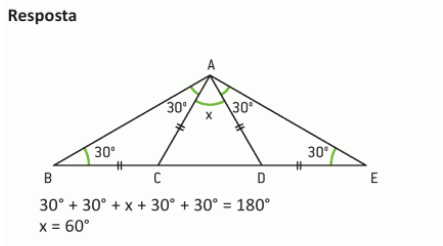 Resposta
A
30° 30°
x
30° 30°
B C D E
30° + 30° + x + 30° + 30° = 180°
x = 60°